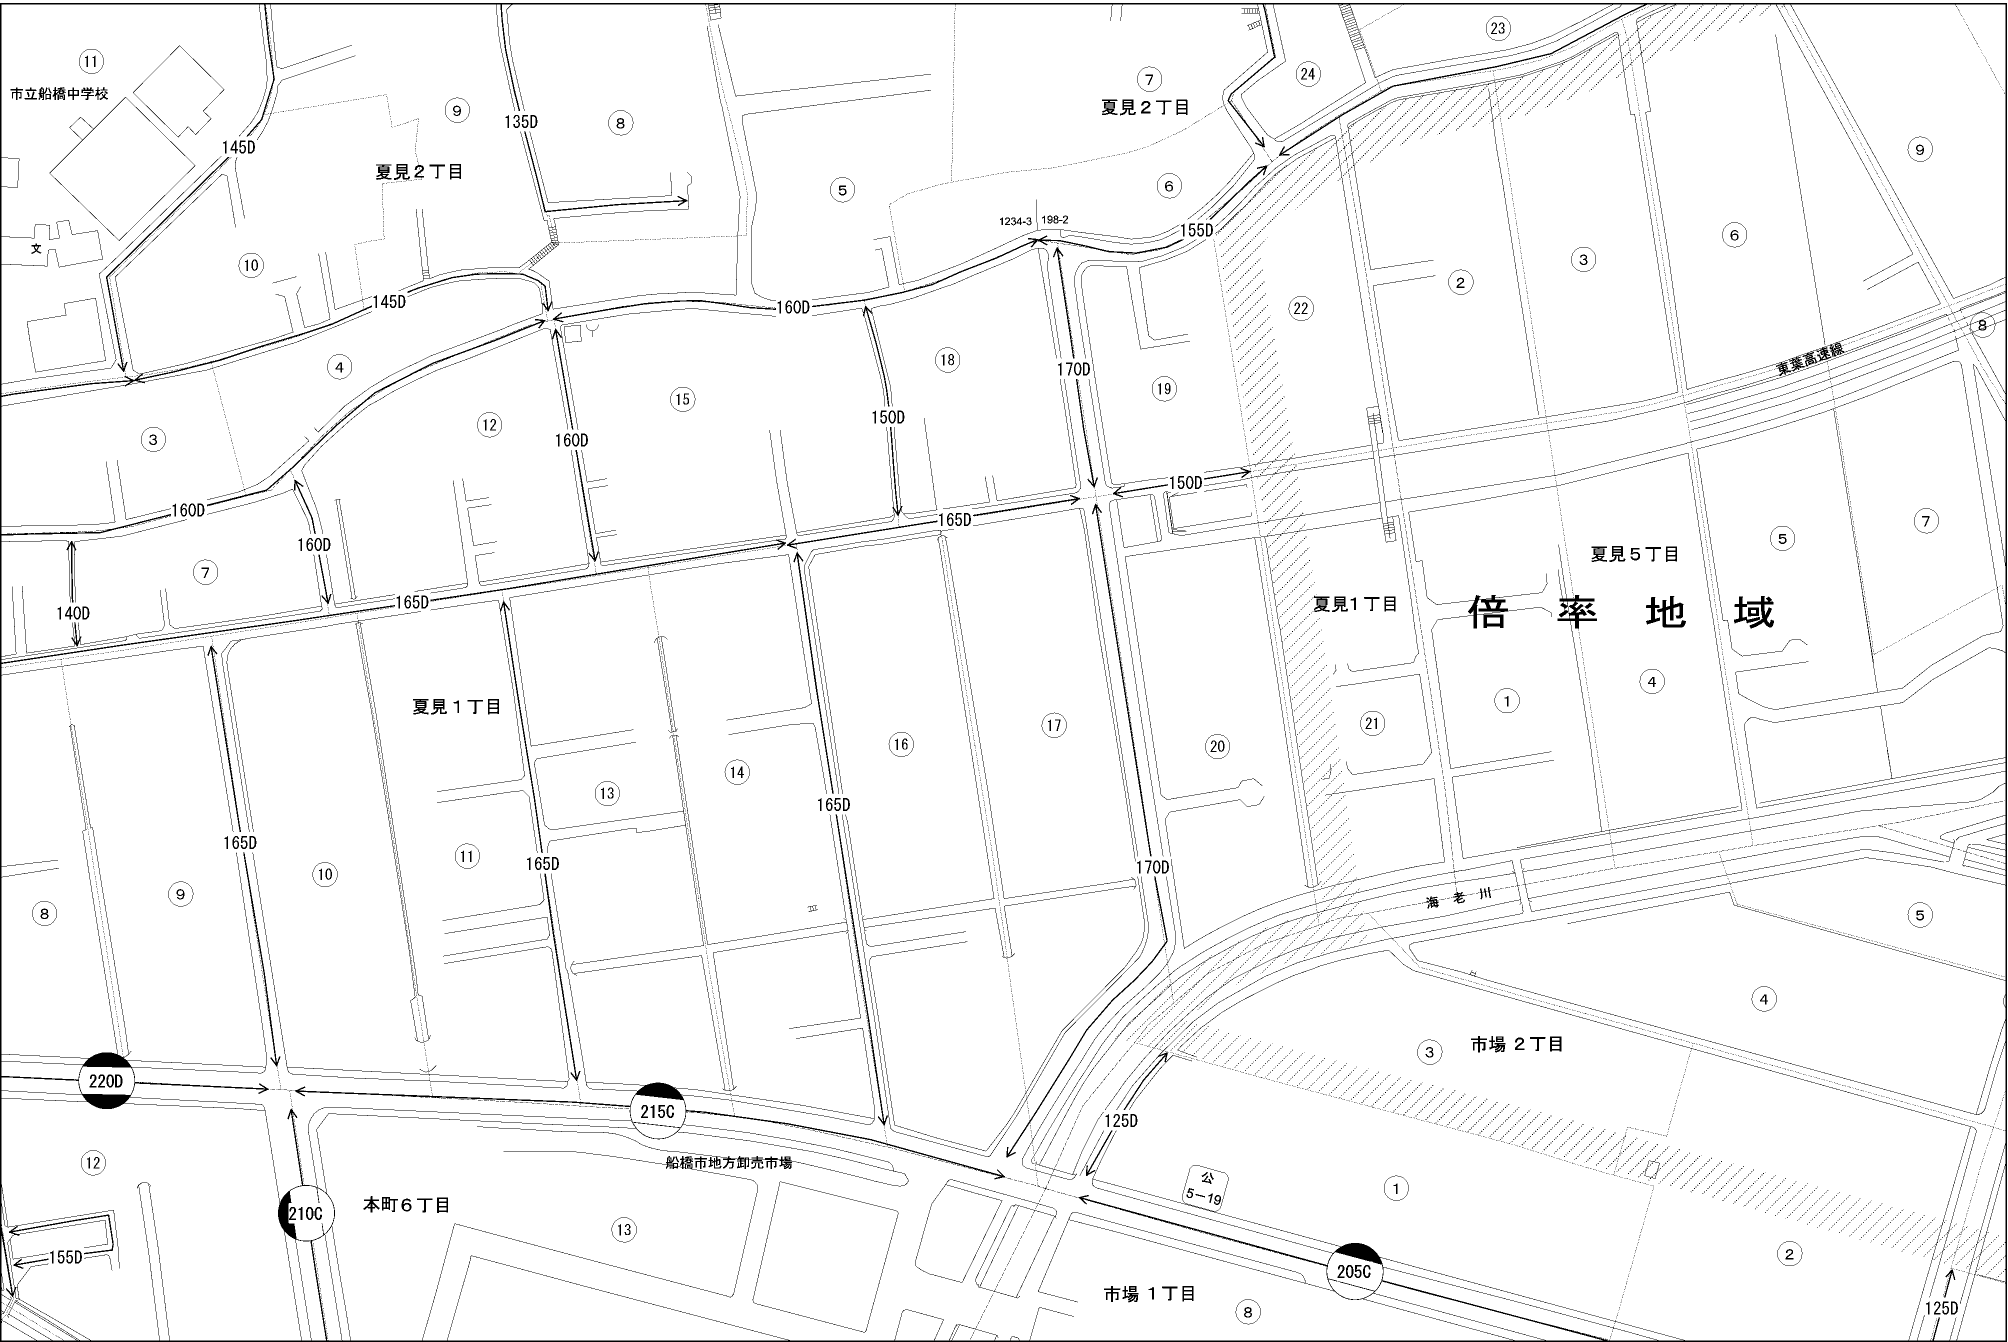 23
11
24
7
市立船橋中学校
夏見２丁目
9
135D
8
145D
9
夏見２丁目
5
6
1234-3
198-2
155D
6
文
10
3
2
145D
160D
22
8
18
東葉高速線
4
170D
19
15
150D
12
3
160D
150D
160D
165D
7
160D
5
夏見５丁目
7
165D
夏見１丁目
倍率地域
140D
4
1
夏見１丁目
17
21
16
20
14
13
165D
165D
11
165D
170D
10
9
海老川
8
5
4
市場２丁目
3
220D
215C
125D
12
船橋市地方卸売市場
公
5－19
1
本町６丁目
210C
13
2
155D
205C
市場１丁目
8
125D